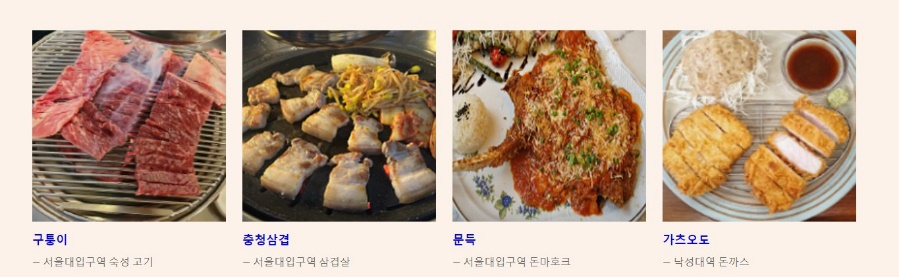 구퉁이
– 서울대입구역 숙성 고기
충청삼겹
– 서울대입구역 삼겹살
문득
– 서울대입구역 돈마호크
가츠오도
– 낙성대역 돈까스